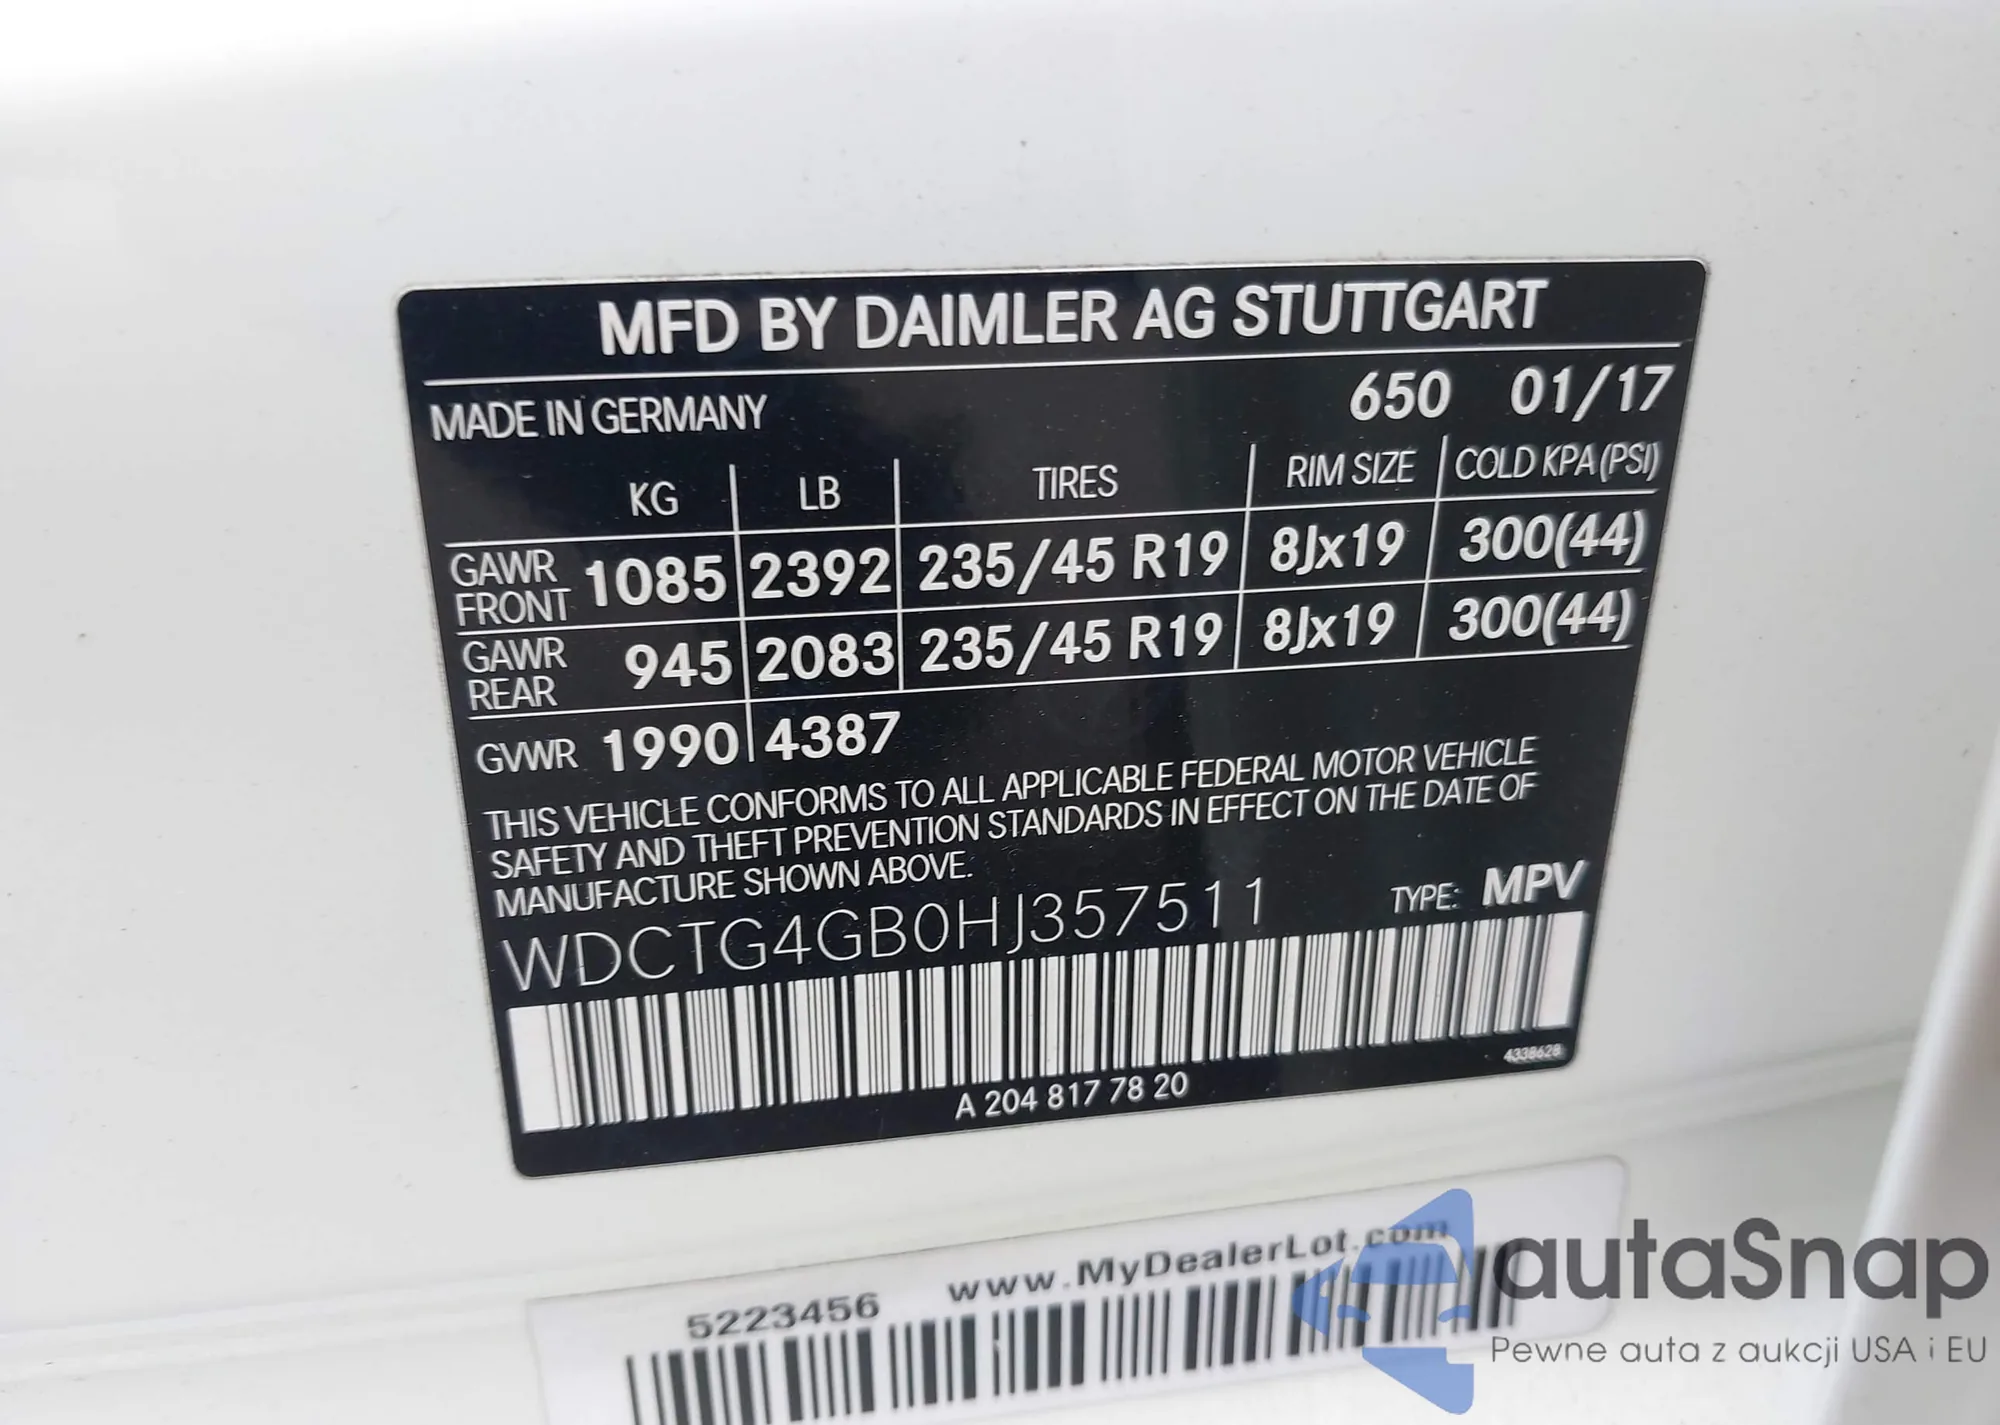 MFD BY DAIMLER AG STUTTGART
MADE IN GERMANY 650 01/17
KG LB TIRES RIM SIZE COLD KPA (PSI)
GAWR FRONT 1085 2392 235/45 R19 8Jx19 300(44)
GAWR REAR 945 2083 235/45 R19 8Jx19 300(44)
GVWR 1990 4387
THIS VEHICLE CONFORMS TO ALL APPLICABLE FEDERAL MOTOR VEHICLE
SAFETY AND THEFT PREVENTION STANDARDS IN EFFECT ON THE DATE OF
MANUFACTURE SHOWN ABOVE.
WDCTG4GB0HJ357511 TYPE: MPV
4338628
A 204 817 78 20
5223456 www.MyDealerLot.com
autaSnap
Pewne auta z aukcji USA i EU